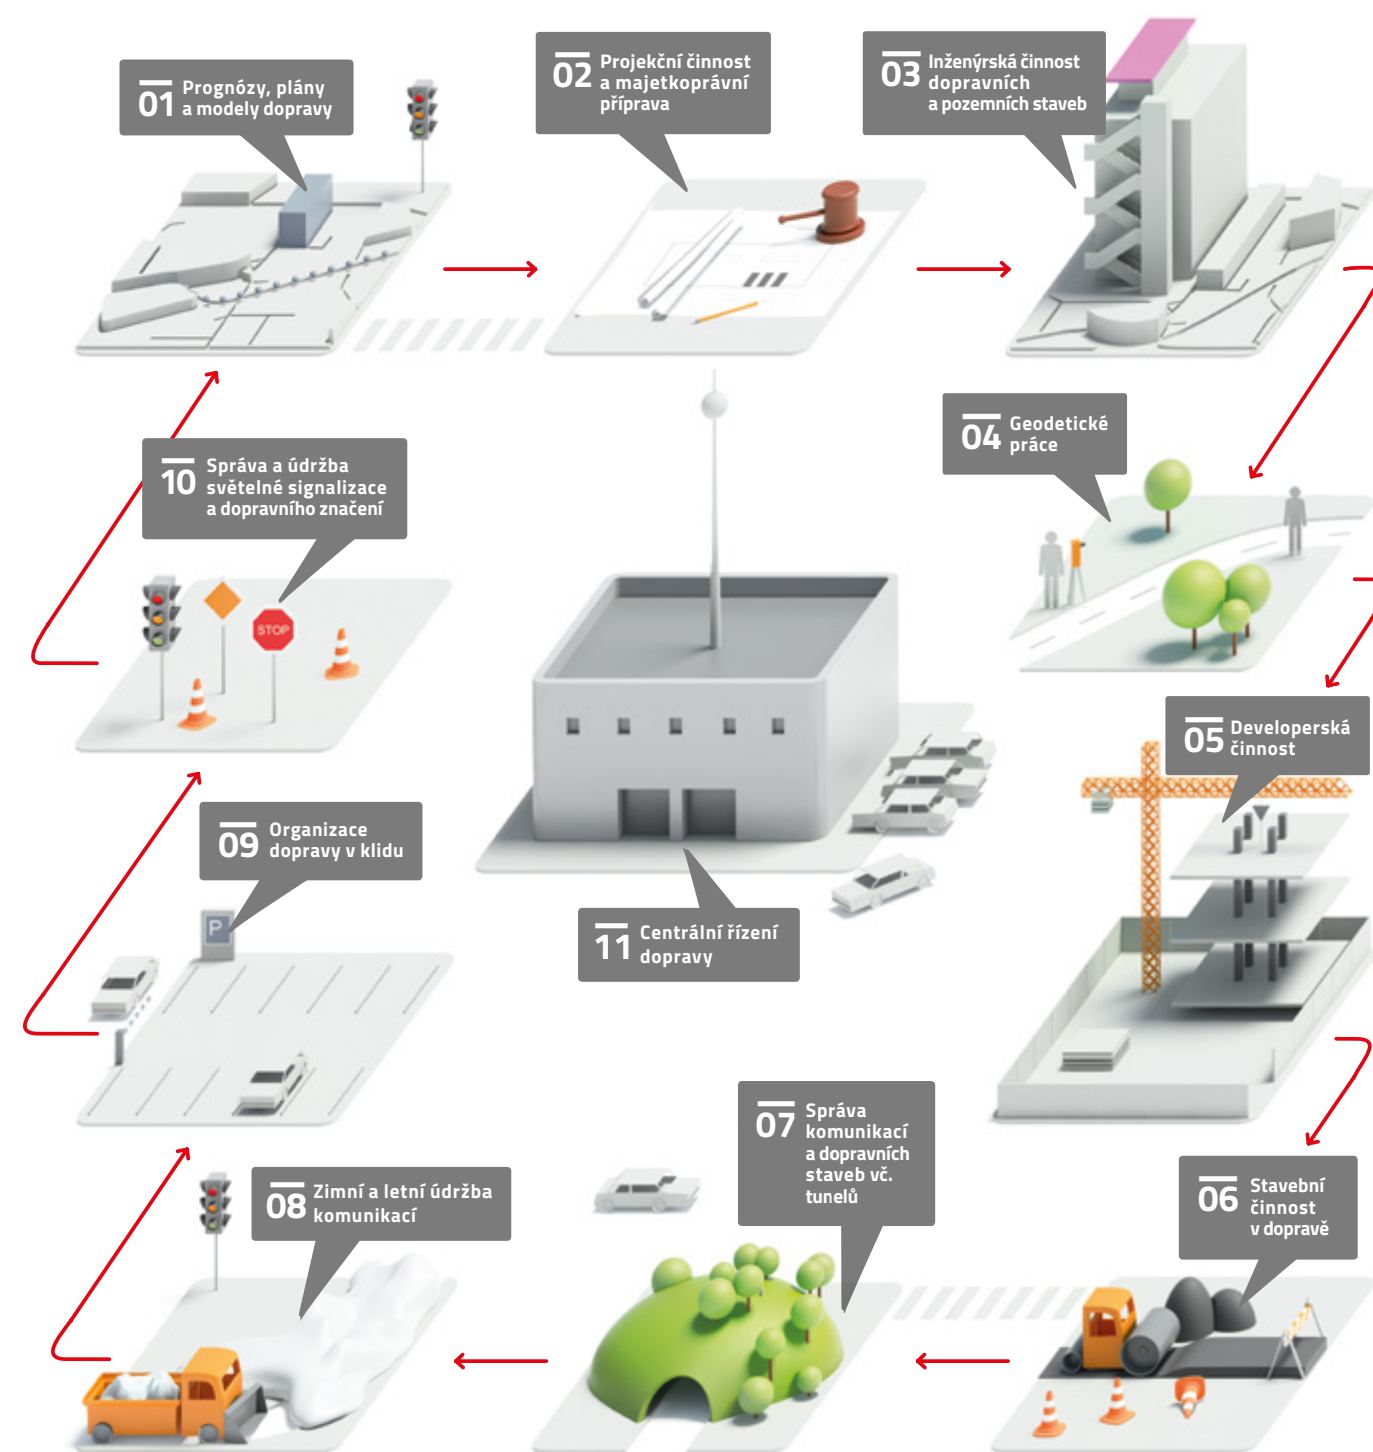 01 Prognózy, plány
a modely dopravy
02 Projekční činnost
a majetkoprávní
příprava
03 Inženýrská činnost
dopravních
a pozemních staveb
04 Geodetické
práce
10 Správa a údržba
světelné signalizace
a dopravního značení
STOP
05 Developerská
činnost
09 Organizace
dopravy v klidu
P
11 Centrální řízení
dopravy
07 Správa
komunikací
a dopravních
staveb vč.
tunelů
08 Zimní a letní údržba
komunikací
06 Stavební
činnost
v dopravě